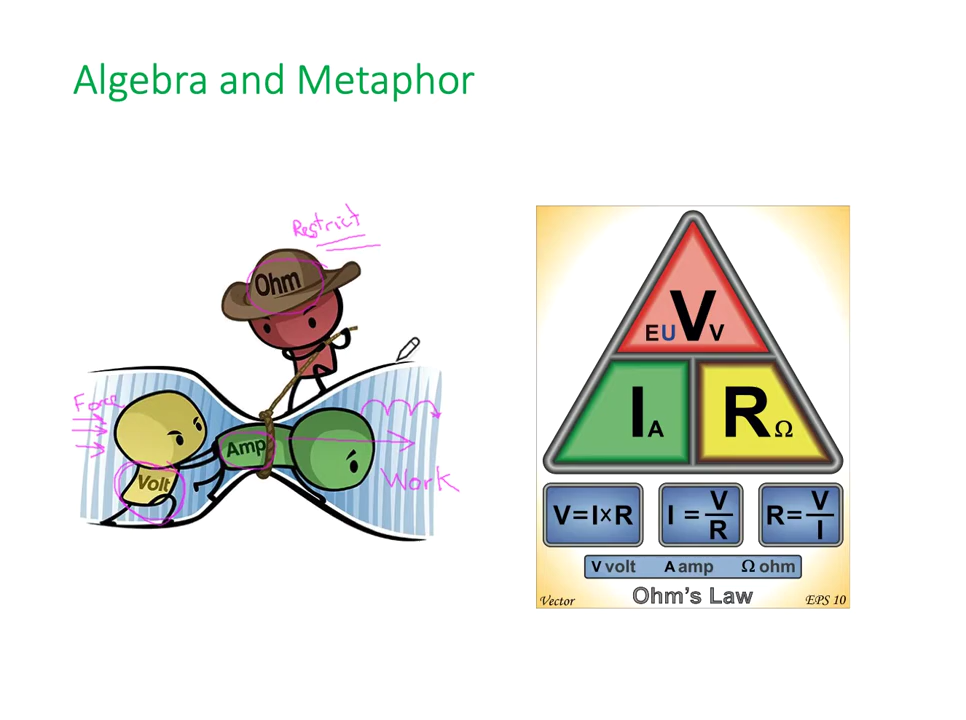 Algebra and Metaphor
Restrict
Ohm
Force
Amp
Volt
Work
EUVV
IA
RΩ
V=I×R
I = V/R
R= V/I
V volt A amp Ω ohm
Ohm's Law
Vector
EPS 10